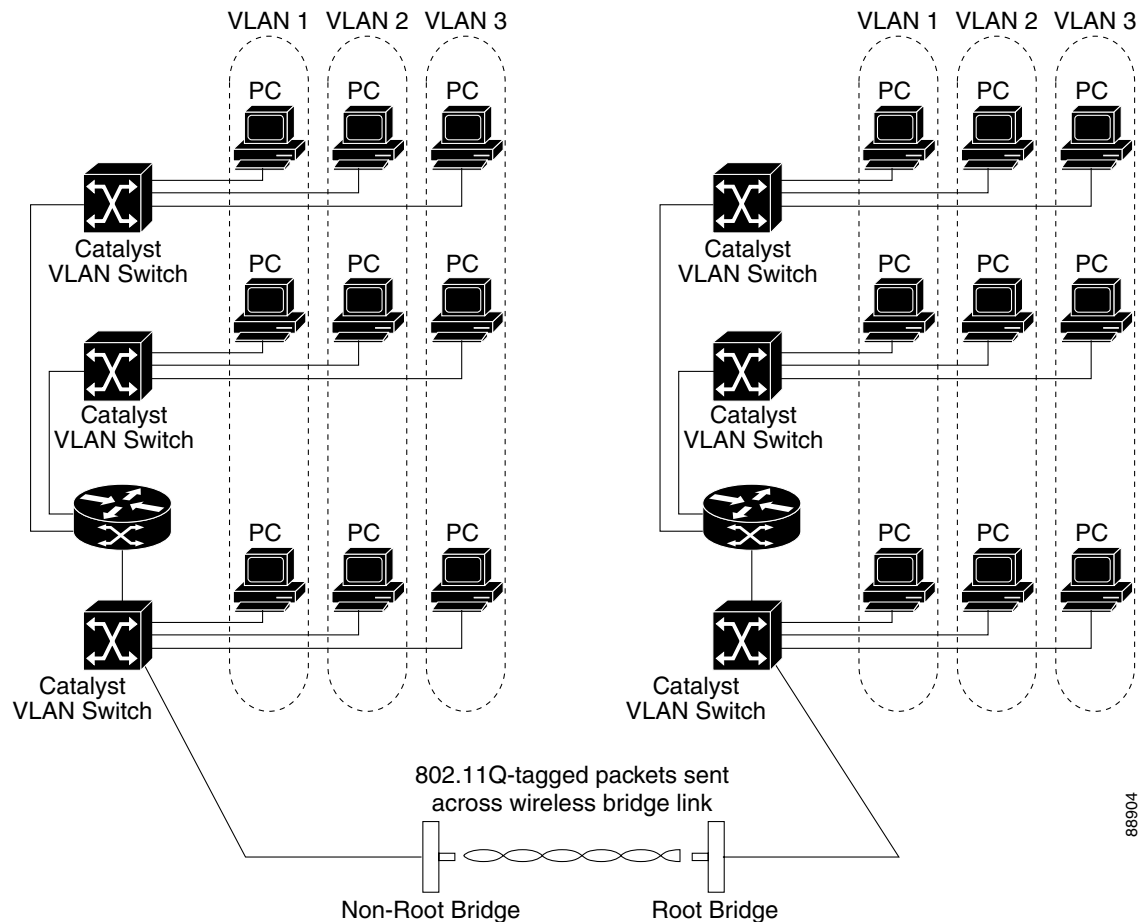 VLAN 1 VLAN 2 VLAN 3 VLAN 1 VLAN 2 VLAN 3
PC PC PC PC PC PC
Catalyst
VLAN Switch
Catalyst
VLAN Switch
PC PC PC PC PC PC
Catalyst
VLAN Switch
Catalyst
VLAN Switch
PC PC PC PC PC PC
Catalyst
VLAN Switch
Catalyst
VLAN Switch
802.11Q-tagged packets sent
across wireless bridge link
Non-Root Bridge Root Bridge
88904